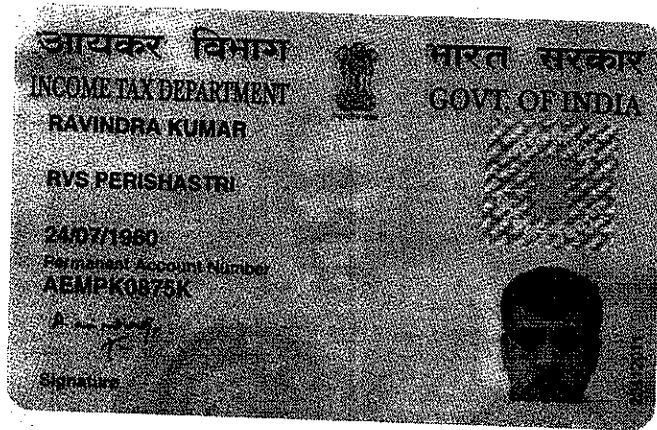 आयकर विभाग
भारत सरकार
INCOME TAX DEPARTMENT
GOVT. OF INDIA
RAVINDRA KUMAR
RVS PERISHASTRI
24/07/1960
Permanent Account Number
AEMPK0875K
Signature